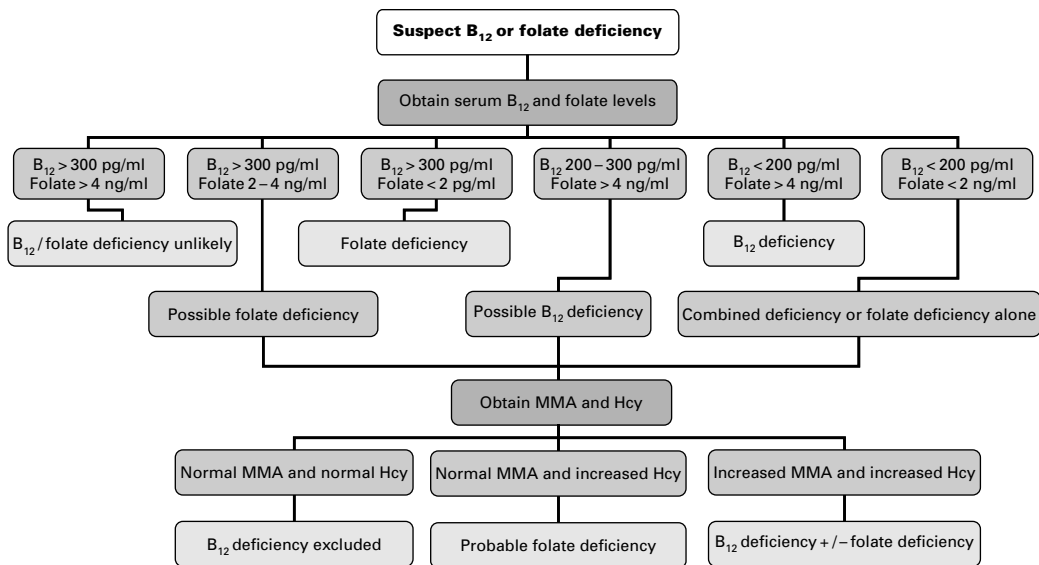 Suspect B₁₂ or folate deficiency
Obtain serum B₁₂ and folate levels
B₁₂ > 300 pg/ml
Folate > 4 ng/ml
B₁₂ > 300 pg/ml
Folate 2 – 4 ng/ml
B₁₂ > 300 pg/ml
Folate < 2 pg/ml
B₁₂ 200 – 300 pg/ml
Folate > 4 ng/ml
B₁₂ < 200 pg/ml
Folate > 4 ng/ml
B₁₂ < 200 pg/ml
Folate < 2 ng/ml
B₁₂ / folate deficiency unlikely
Folate deficiency
B₁₂ deficiency
Possible folate deficiency
Possible B₁₂ deficiency
Combined deficiency or folate deficiency alone
Obtain MMA and Hcy
Normal MMA and normal Hcy
Normal MMA and increased Hcy
Increased MMA and increased Hcy
B₁₂ deficiency excluded
Probable folate deficiency
B₁₂ deficiency + / – folate deficiency